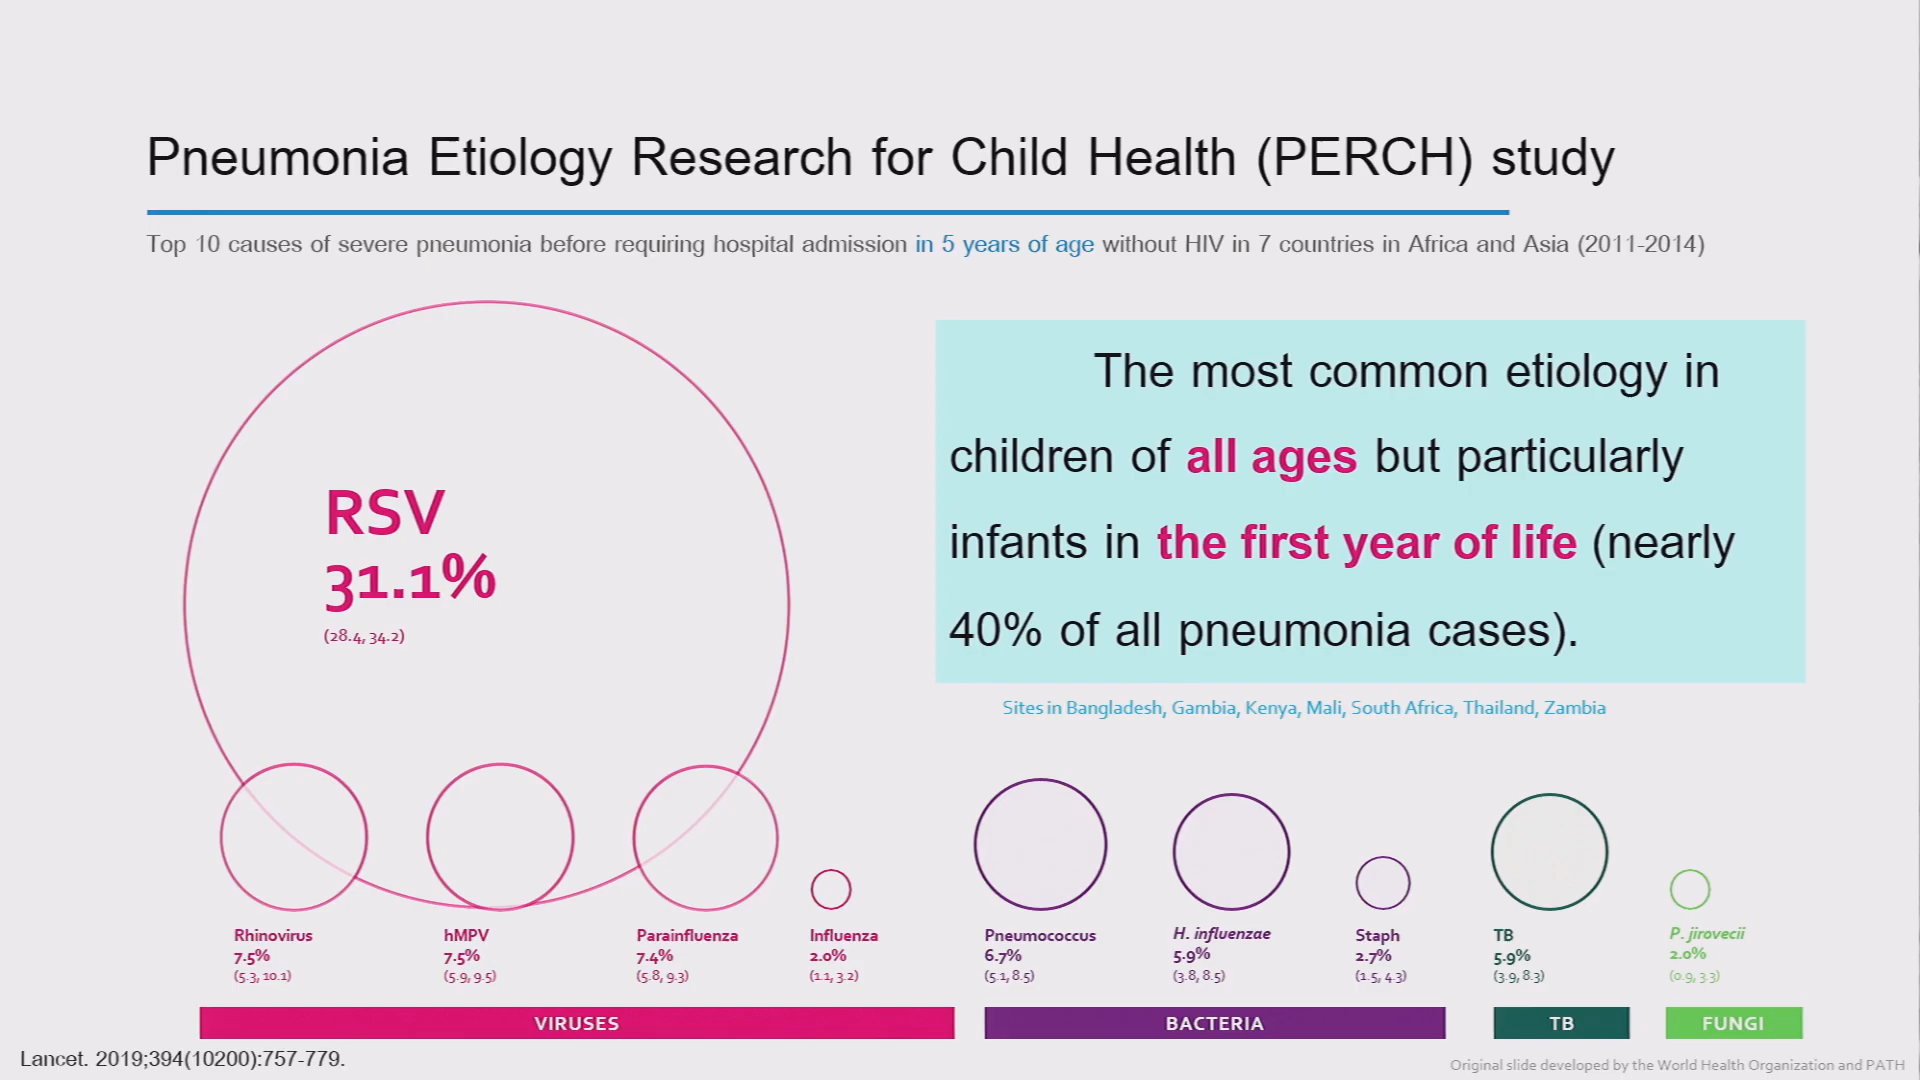 Pneumonia Etiology Research for Child Health (PERCH) study
Top 10 causes of severe pneumonia before requiring hospital admission in 5 years of age without HIV in 7 countries in Africa and Asia (2011-2014)
RSV
31.1%
(28.4, 34.2)
The most common etiology in
children of all ages but particularly
infants in the first year of life (nearly
40% of all pneumonia cases).
Sites in Bangladesh, Gambia, Kenya, Mali, South Africa, Thailand, Zambia
Rhinovirus
7.5%
(5.3, 10.1)
hMPV
7.5%
(5.9, 9.5)
Parainfluenza
7.4%
(5.8, 9.3)
Influenza
2.0%
(1.1, 3.2)
Pneumococcus
6.7%
(5.1, 8.5)
H. influenzae
5.9%
(3.8, 8.5)
Staph
2.7%
(1.5, 4.3)
TB
5.9%
(3.9, 8.3)
P. jirovecii
2.0%
(0.9, 3.3)
VIRUSES
BACTERIA
TB
FUNGI
Lancet. 2019;394(10200):757-779.
Original slide developed by the World Health Organization and PATH